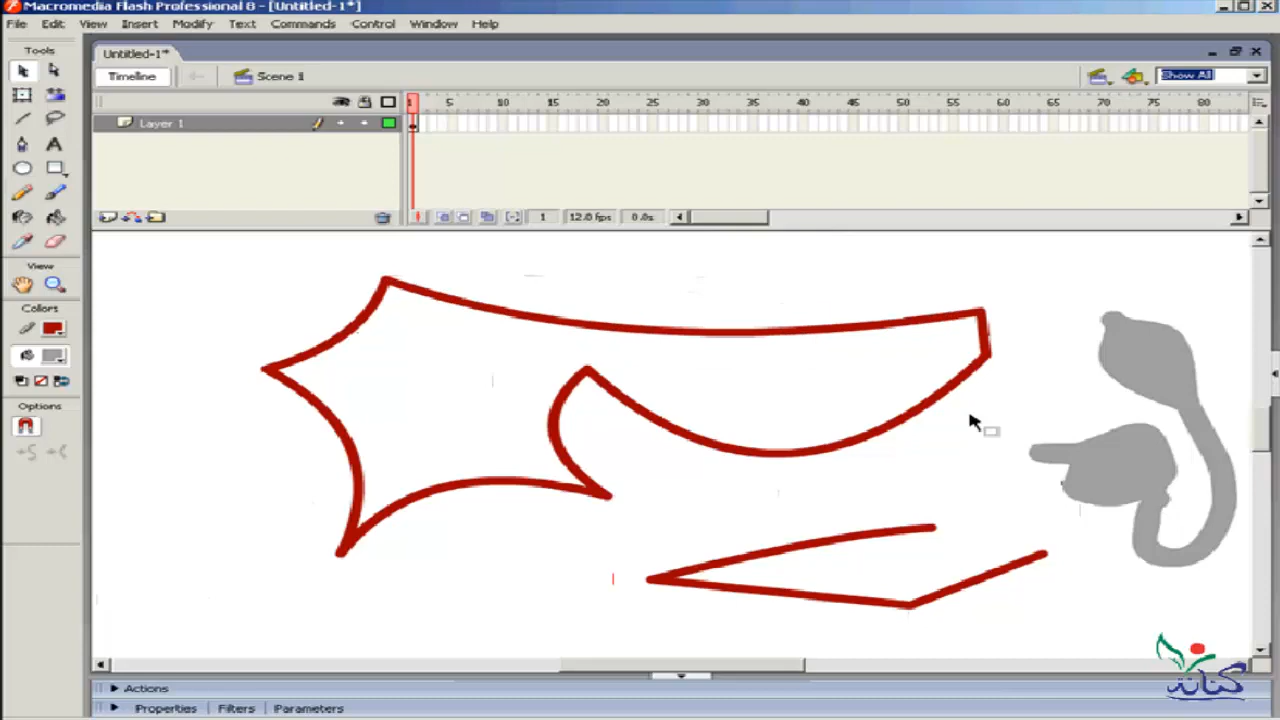 Macromedia Flash Professional 8 - [Untitled-1*]
File Edit View Insert Modify Text Commands Control Window Help
Tools
Untitled-1*
Timeline
Scene 1
Show All
1 5 10 15 20 25 30 35 40 45 50 55 60 65 70 75 80
Layer 1
1 12.0 fps 0.0s
View
Colors
Options
Actions
Properties Filters Parameters
كنانة